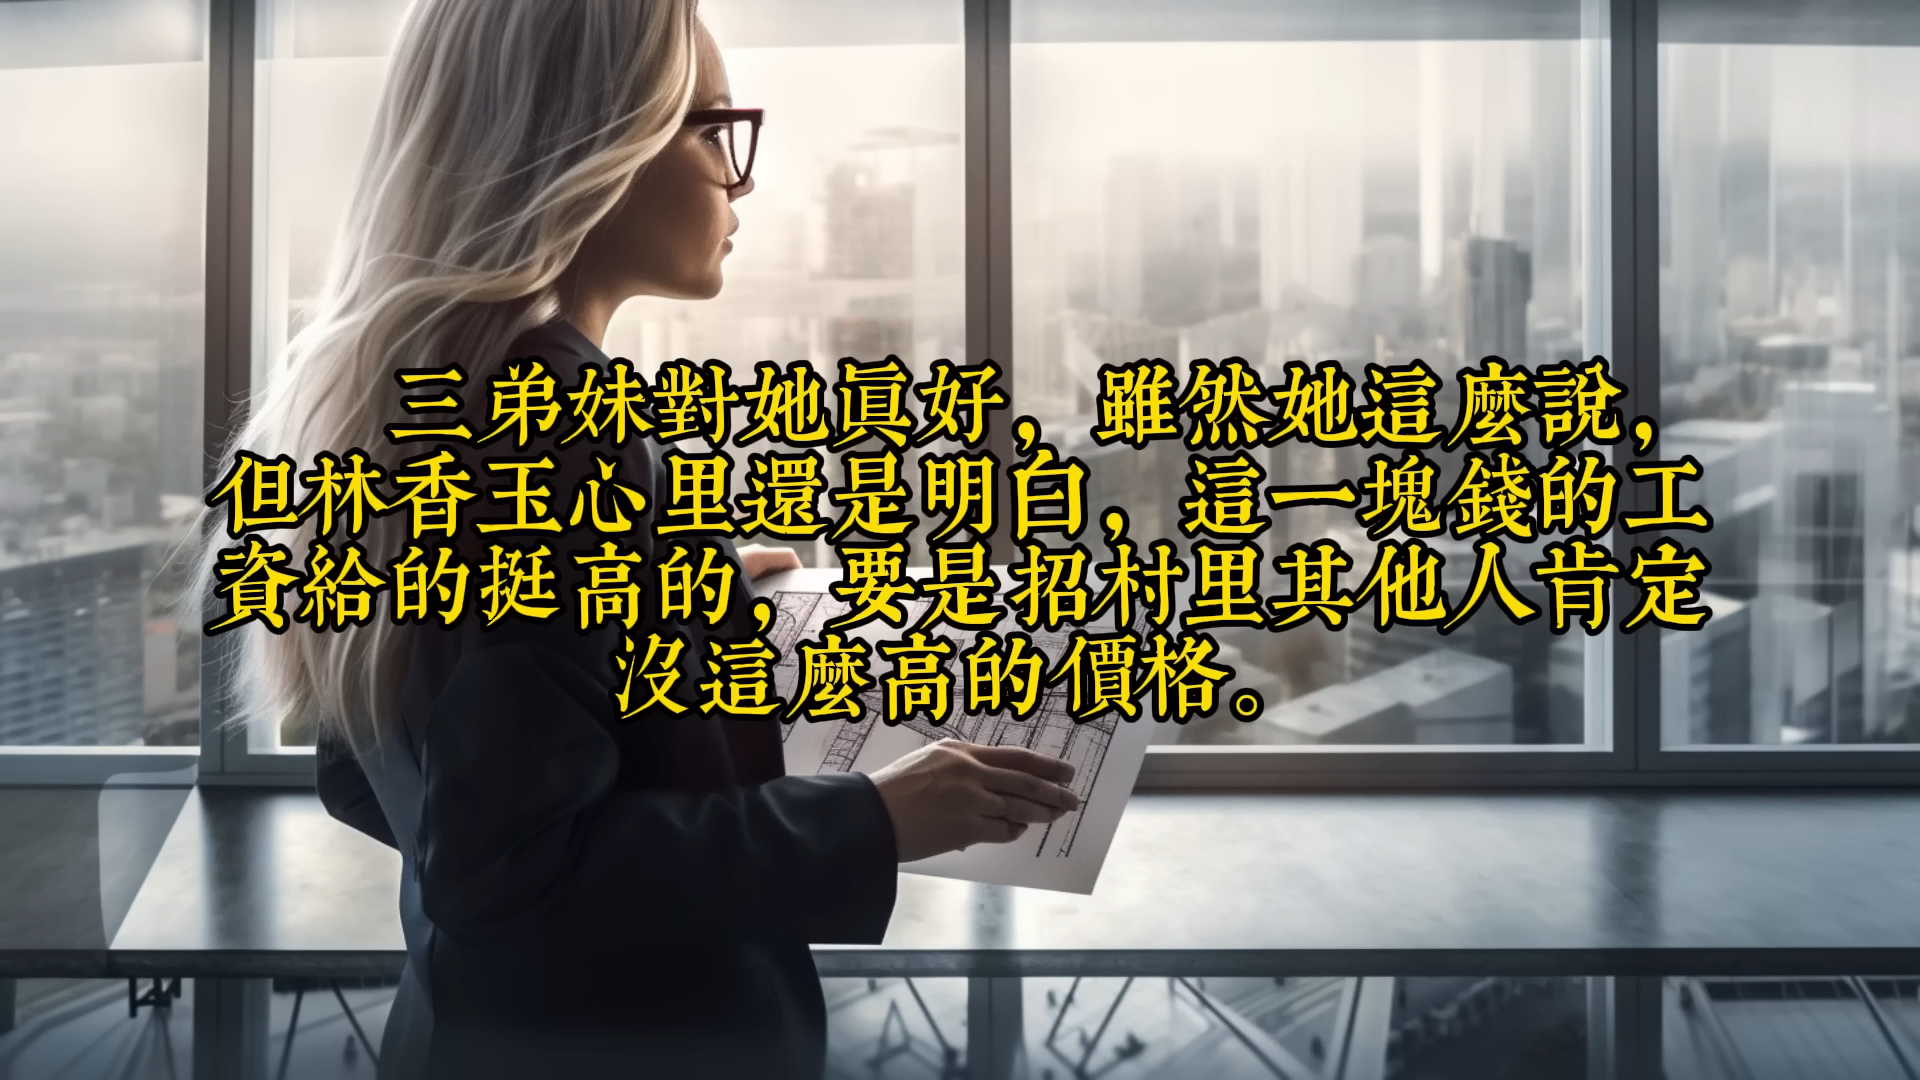 三弟妹對她眞好，雖然她這麼說，
但林香玉心里還是明白，這一塊錢的工
資給的挺高的，要是招村里其他人肯定
沒這麼高的價格。